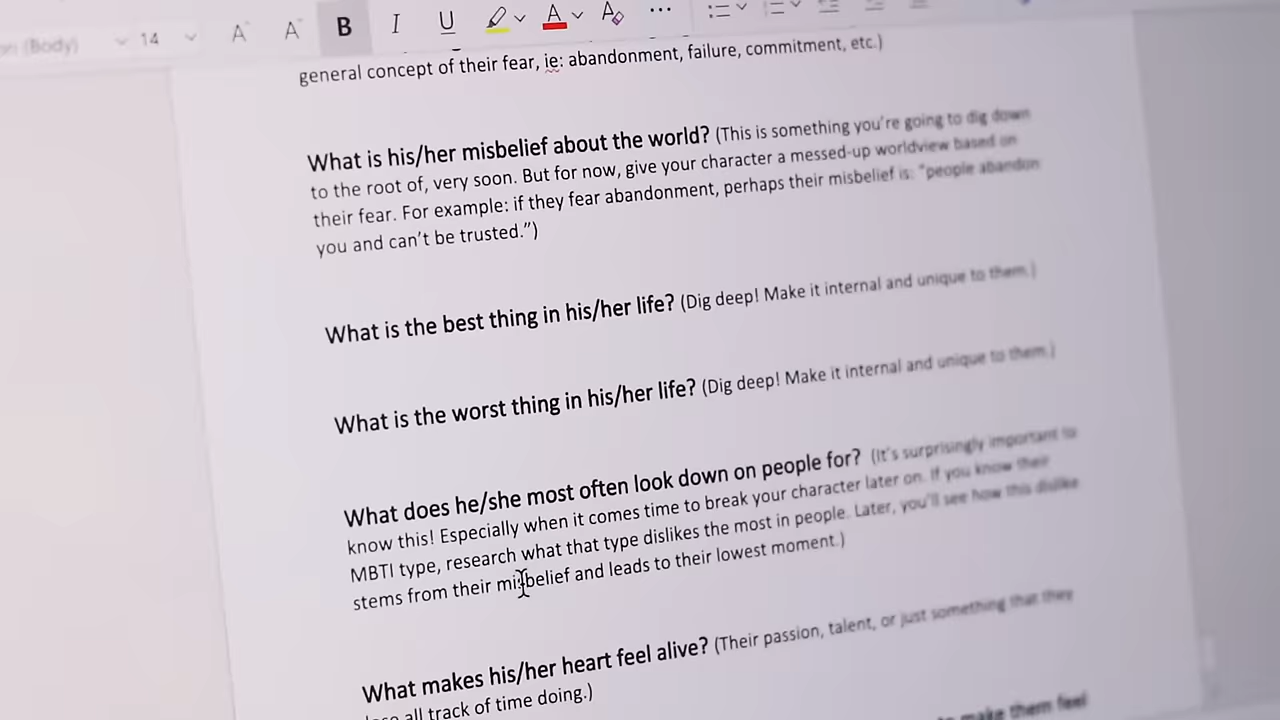 (Body) 14 A A B I U A A ...
general concept of their fear, ie: abandonment, failure, commitment, etc.)
What is his/her misbelief about the world? (This is something you're going to dig down
to the root of, very soon. But for now, give your character a messed-up worldview based on
their fear. For example: if they fear abandonment, perhaps their misbelief is: "people abandon
you and can't be trusted.")
What is the best thing in his/her life? (Dig deep! Make it internal and unique to them.)
What is the worst thing in his/her life? (Dig deep! Make it internal and unique to them.)
What does he/she most often look down on people for? (It's surprisingly important to
know this! Especially when it comes time to break your character later on. If you know their
MBTI type, research what that type dislikes the most in people. Later, you'll see how this dislike
stems from their misbelief and leads to their lowest moment.)
What makes his/her heart feel alive? (Their passion, talent, or just something that they
all track of time doing.)
make them feel